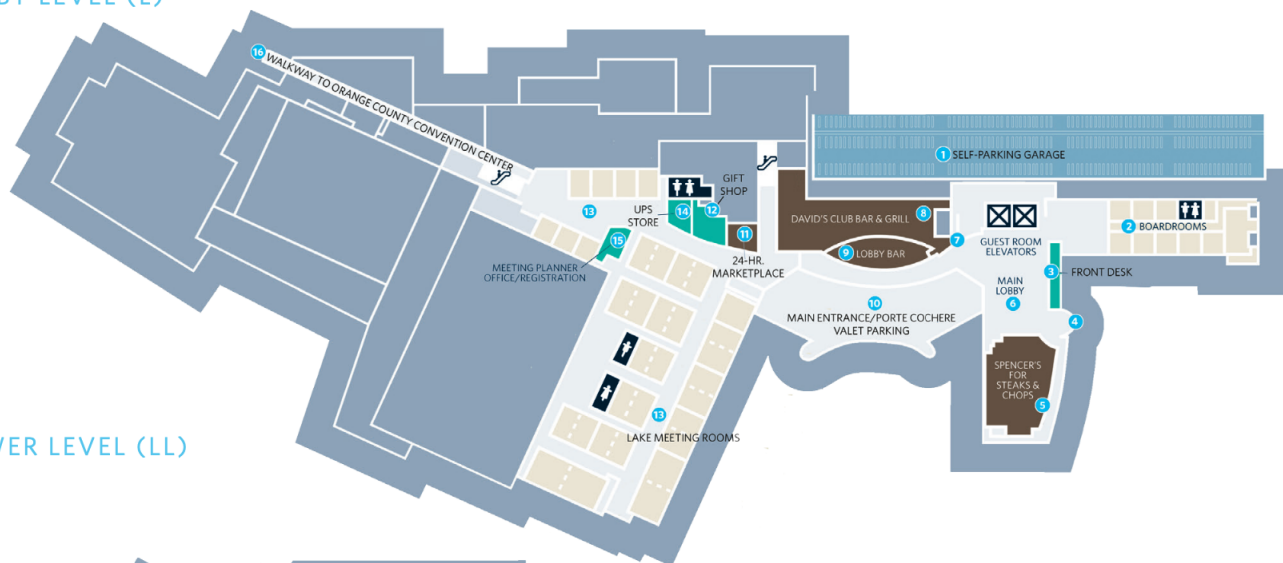 LEVEL (L)
16
WALKWAY TO ORANGE COUNTY CONVENTION CENTER
1 SELF-PARKING GARAGE
GIFT
SHOP
13
UPS
STORE
14
12
DAVID'S CLUB BAR & GRILL
8
2 BOARDROOMS
15
11
7
GUEST ROOM
ELEVATORS
9 LOBBY BAR
24-HR.
MARKETPLACE
MEETING PLANNER
OFFICE/REGISTRATION
3 FRONT DESK
MAIN
LOBBY
6
10
MAIN ENTRANCE/PORTE COCHERE
VALET PARKING
4
SPENCER'S
FOR
STEAKS &
CHOPS
5
13
LAKE MEETING ROOMS
LEVEL (LL)